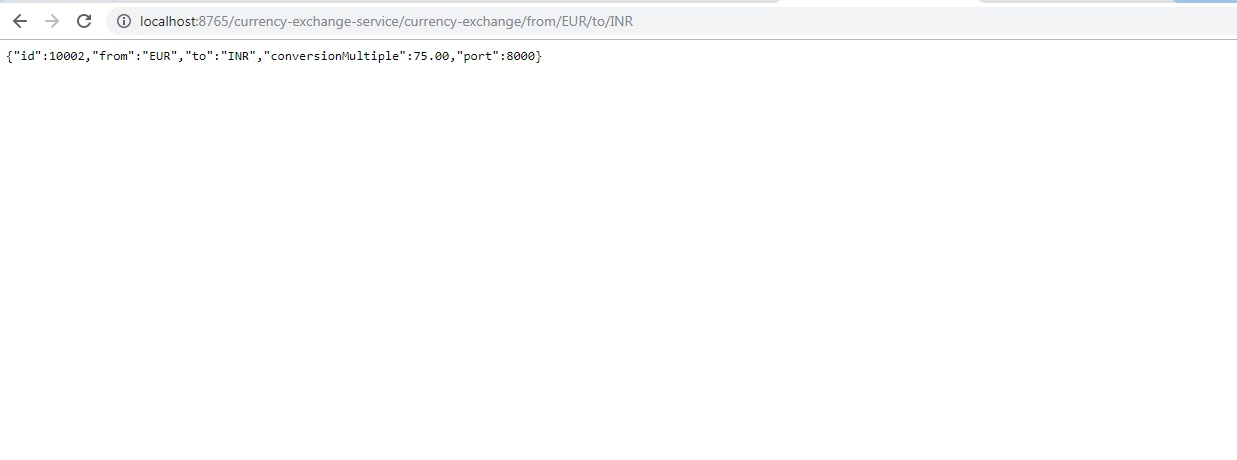 localhost:8765/currency-exchange-service/currency-exchange/from/EUR/to/INR
{"id":10002,"from":"EUR","to":"INR","conversionMultiple":75.00,"port":8000}